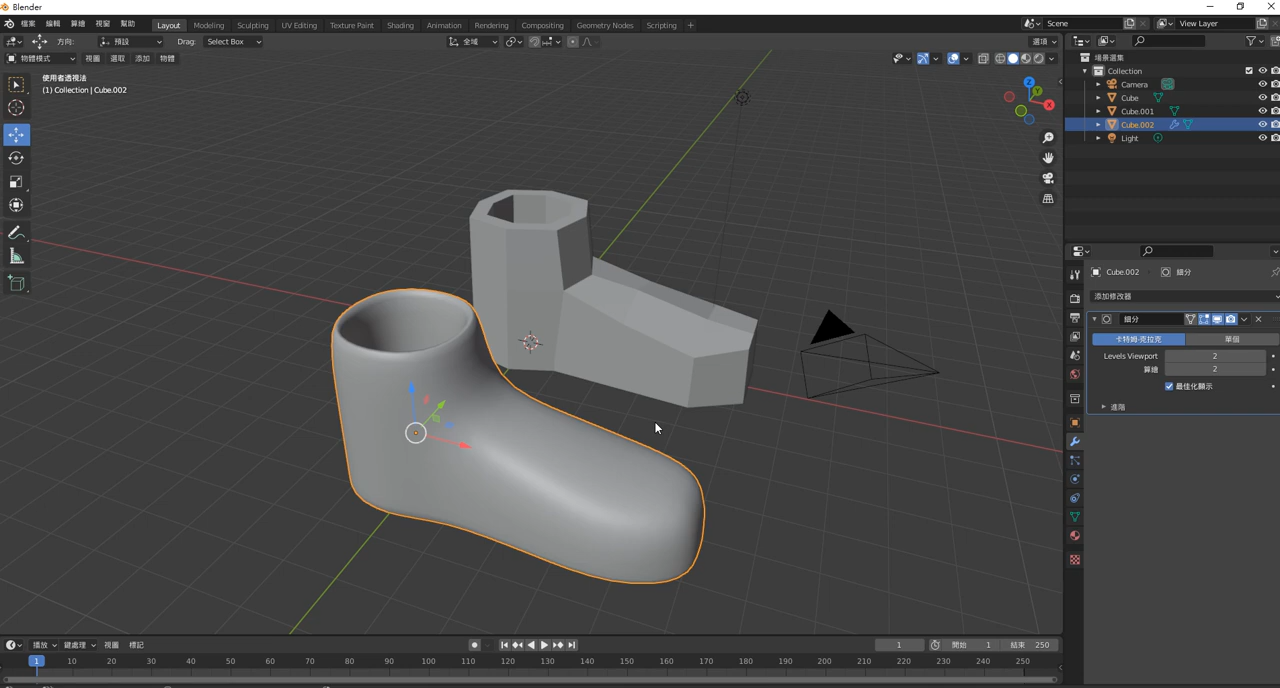 Blender
檔案 編輯 算繪 視窗 幫助 Layout Modeling Sculpting UV Editing Texture Paint Shading Animation Rendering Compositing Geometry Nodes Scripting + Scene View Layer
方向: 預設 Drag: Select Box 全域 選項
物體模式 視圖 選取 添加 物體
使用者透視法
(1) Collection | Cube.002
Z
Y
X
場景選集
Collection
Camera
Cube
Cube.001
Cube.002
Light
Cube.002 細分
添加修改器
細分
卡特姆-克拉克 單個
Levels Viewport 2
算繪 2
最佳化顯示
進階
播放 鍵處理 視圖 標記 1 開始 1 結束 250
1 10 20 30 40 50 60 70 80 90 100 110 120 130 140 150 160 170 180 190 200 210 220 230 240 250